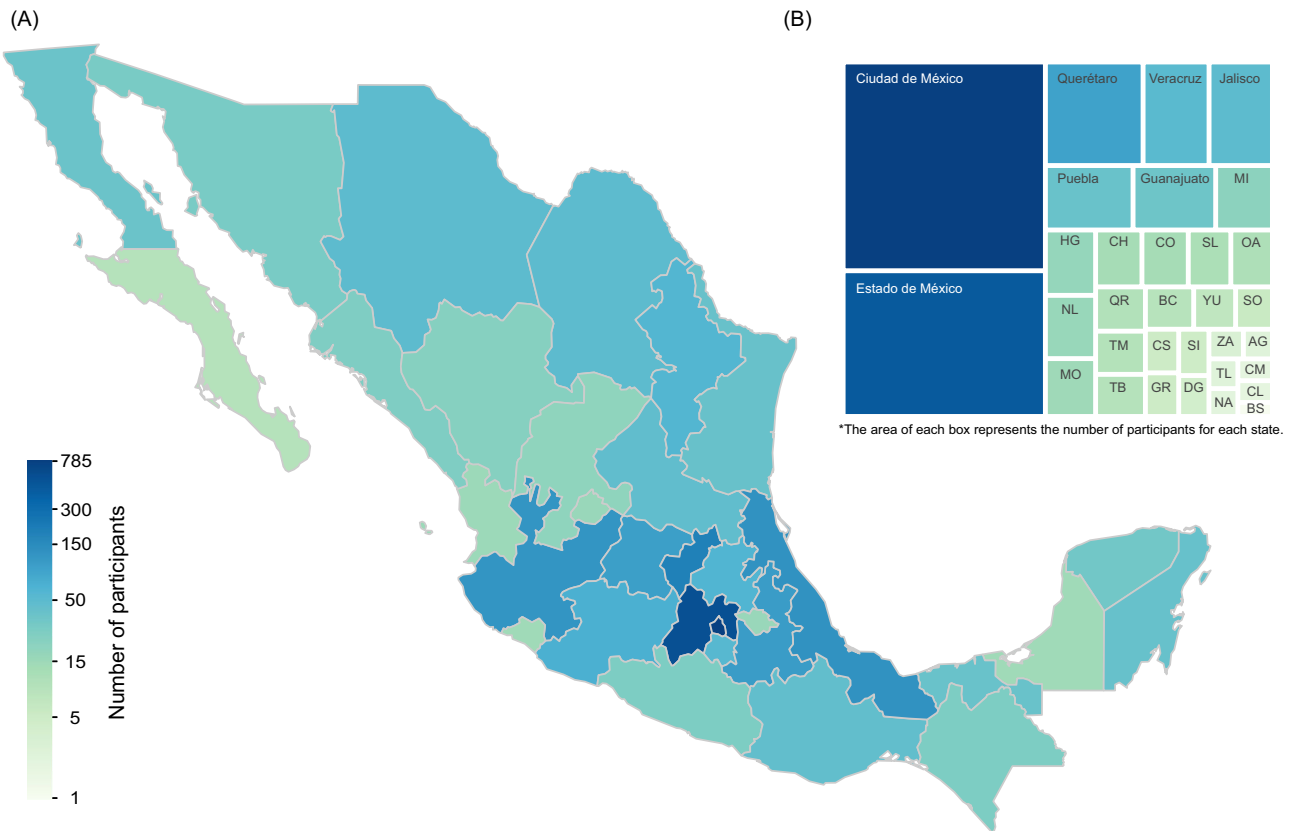 (A)
(B)
Ciudad de México
Querétaro
Veracruz
Jalisco
Puebla
Guanajuato
MI
HG
CH
CO
SL
OA
Estado de México
QR
BC
YU
SO
NL
TM
CS
SI
ZA
AG
MO
TL
CM
TB
GR
DG
NA
CL
BS
*The area of each box represents the number of participants for each state.
785
300
150
50
15
5
1
Number of participants